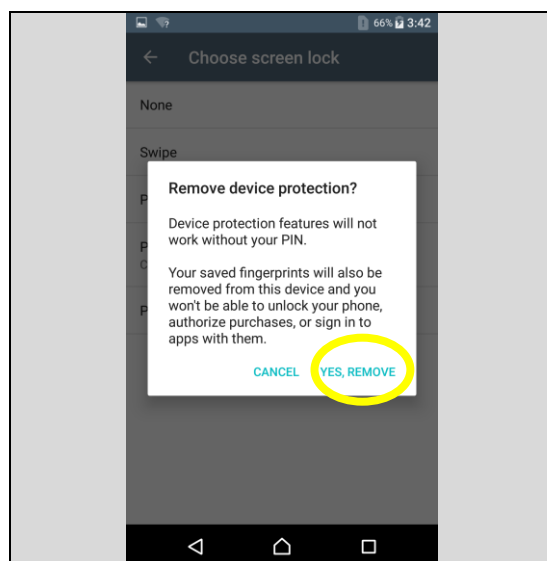 66% 3:42
Choose screen lock
None
Swipe
P
P
C
P
Remove device protection?
Device protection features will not
work without your PIN.
Your saved fingerprints will also be
removed from this device and you
won't be able to unlock your phone,
authorize purchases, or sign in to
apps with them.
CANCEL YES, REMOVE